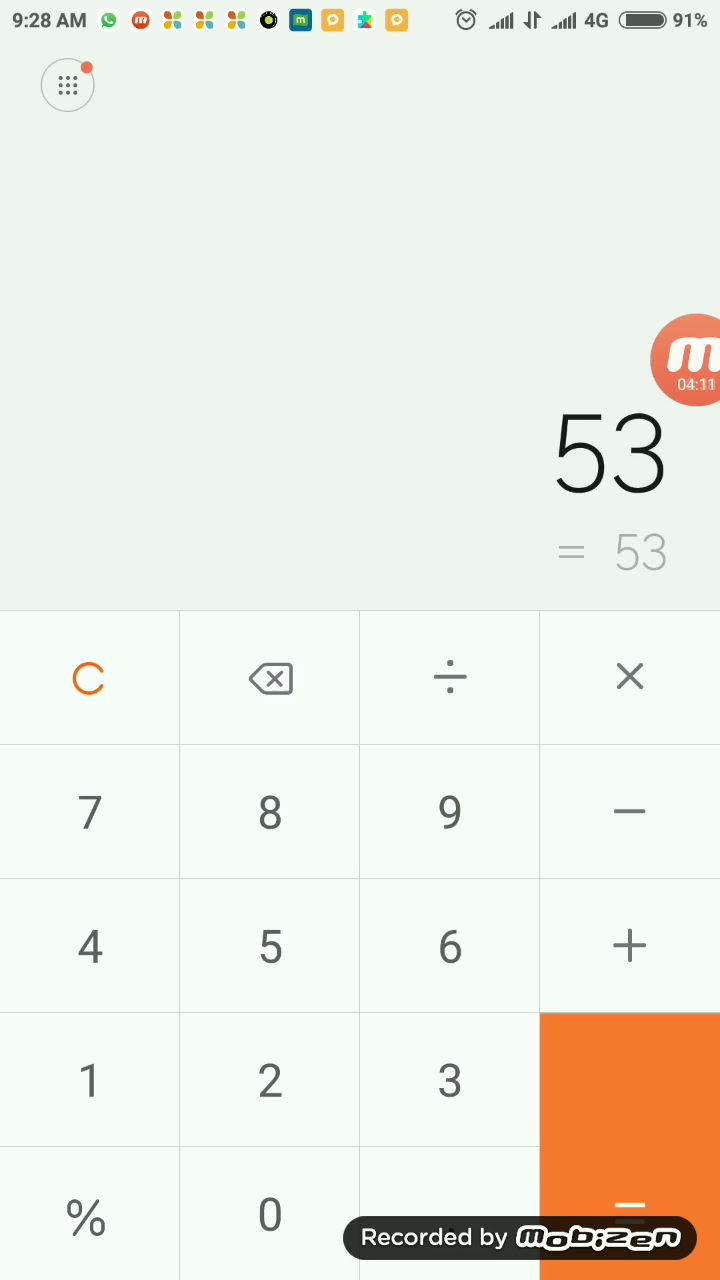 9:28 AM 4G 91%
04:11
53
= 53
C ÷ ×
7 8 9 −
4 5 6 +
1 2 3
% 0 . =
Recorded by mobizen